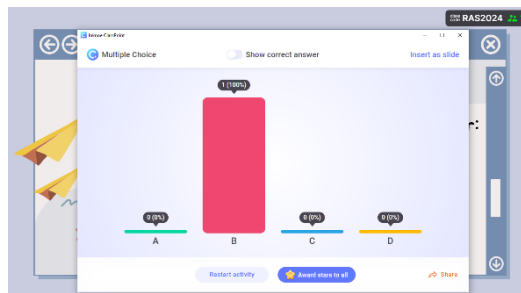 RAS2024
Multiple Choice
Show correct answer
Insert as slide
r:
1 (100%)
0 (0%)
0 (0%)
0 (0%)
A
B
C
D
Restart activity
Award stars to all
Share